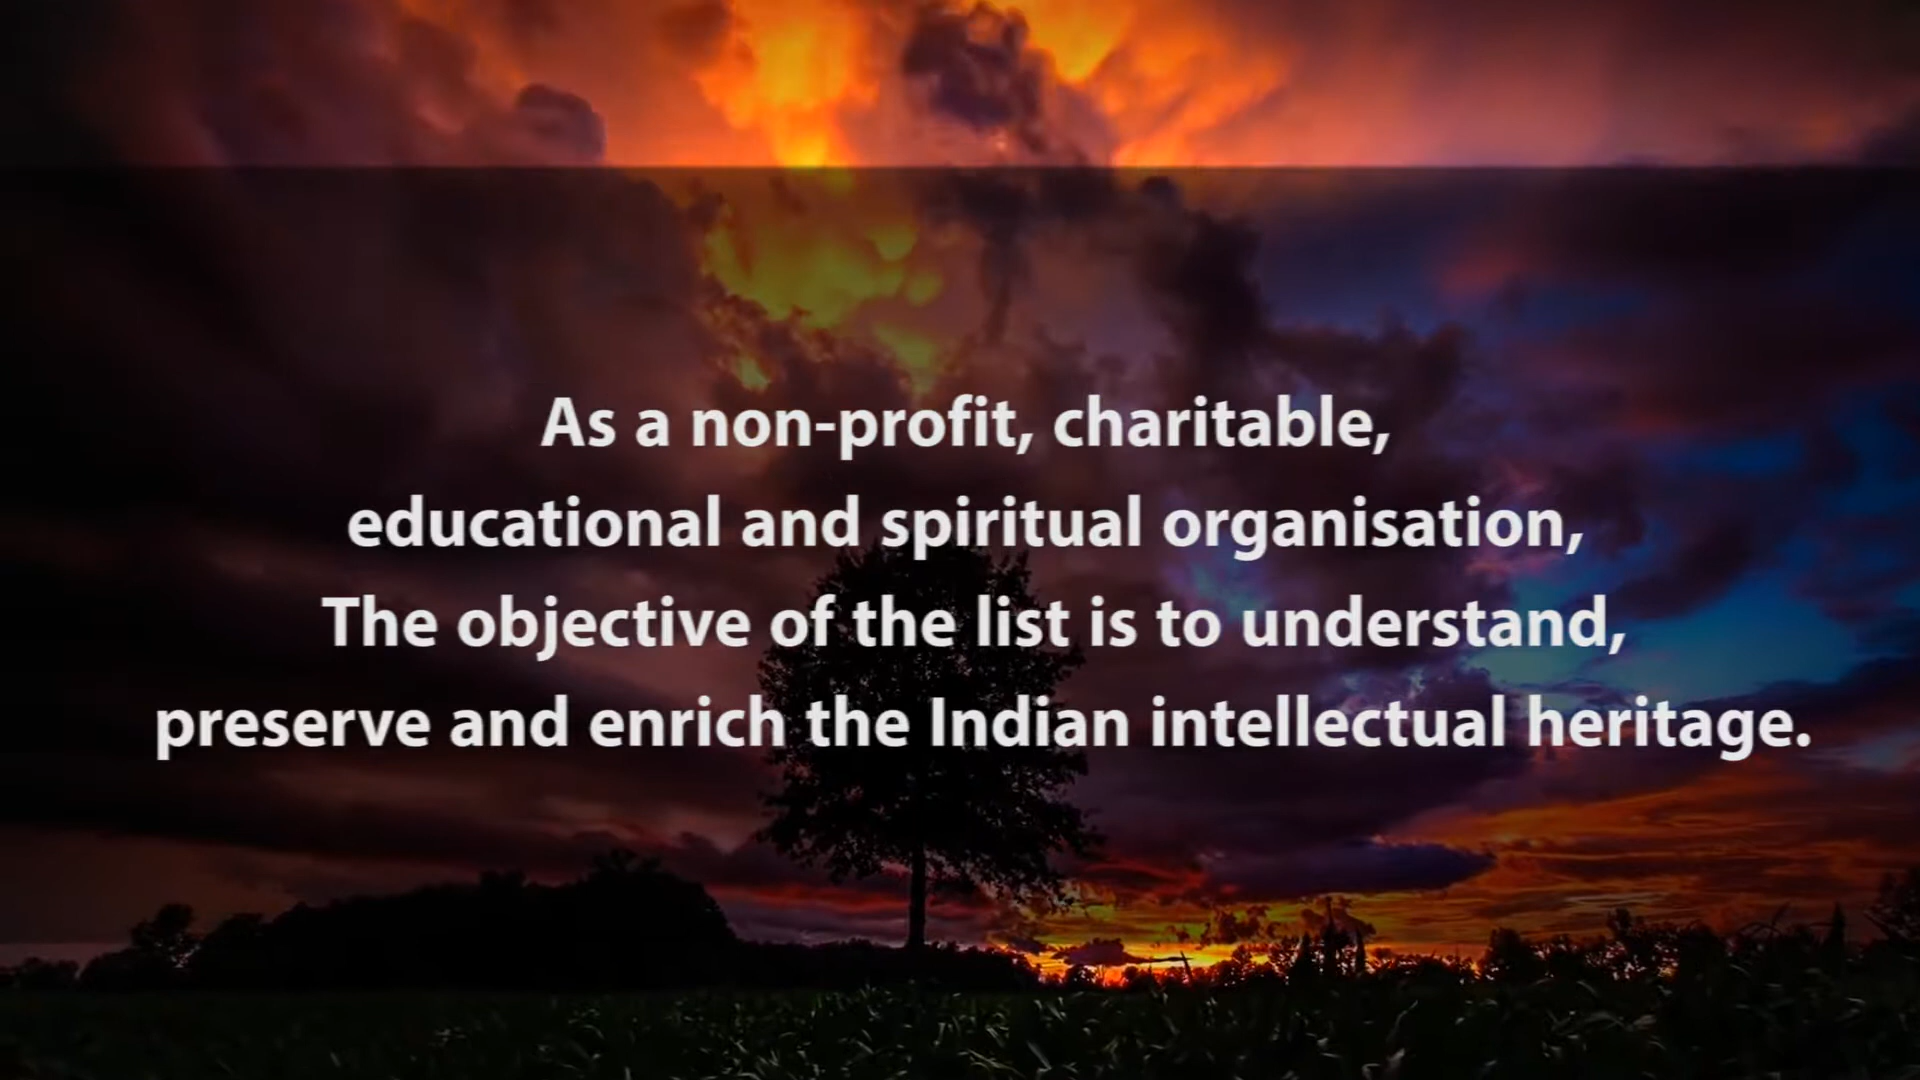 As a non-profit, charitable,
educational and spiritual organisation,
The objective of the list is to understand,
preserve and enrich the Indian intellectual heritage.